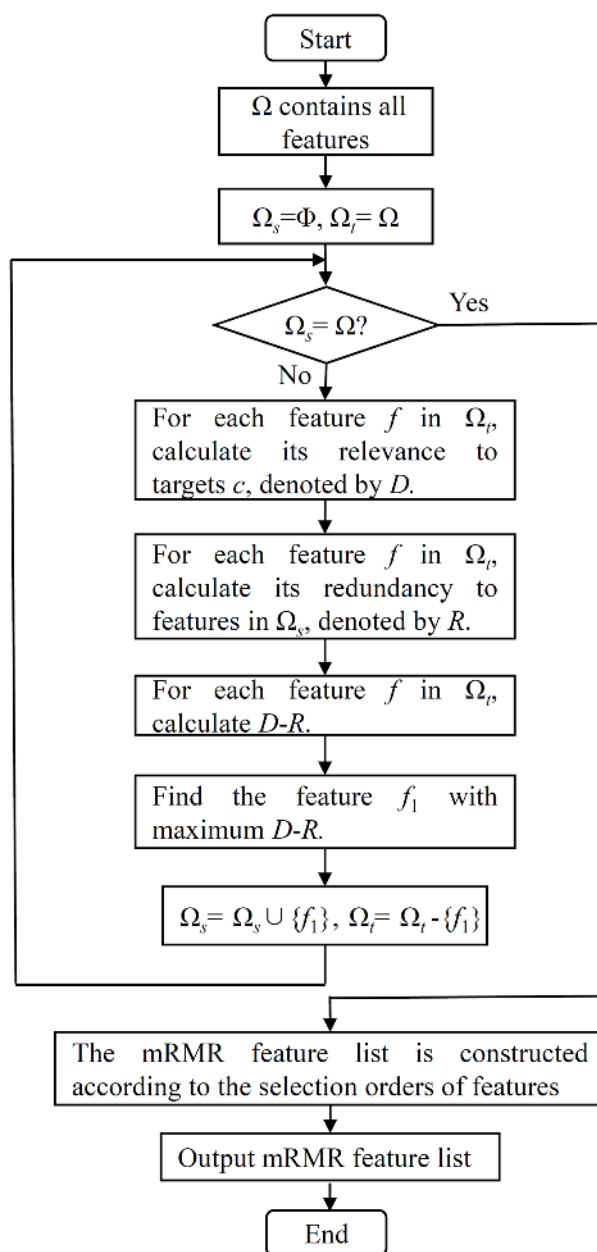 Start
Ω contains all
features
Ωs=Φ, Ωt= Ω
Ωs= Ω?
Yes
No
For each feature f in Ωt,
calculate its relevance to
targets c, denoted by D.
For each feature f in Ωt,
calculate its redundancy to
features in Ωs, denoted by R.
For each feature f in Ωt,
calculate D-R.
Find the feature f1 with
maximum D-R.
Ωs= Ωs ∪ {f1}, Ωt= Ωt -{f1}
The mRMR feature list is constructed
according to the selection orders of features
Output mRMR feature list
End